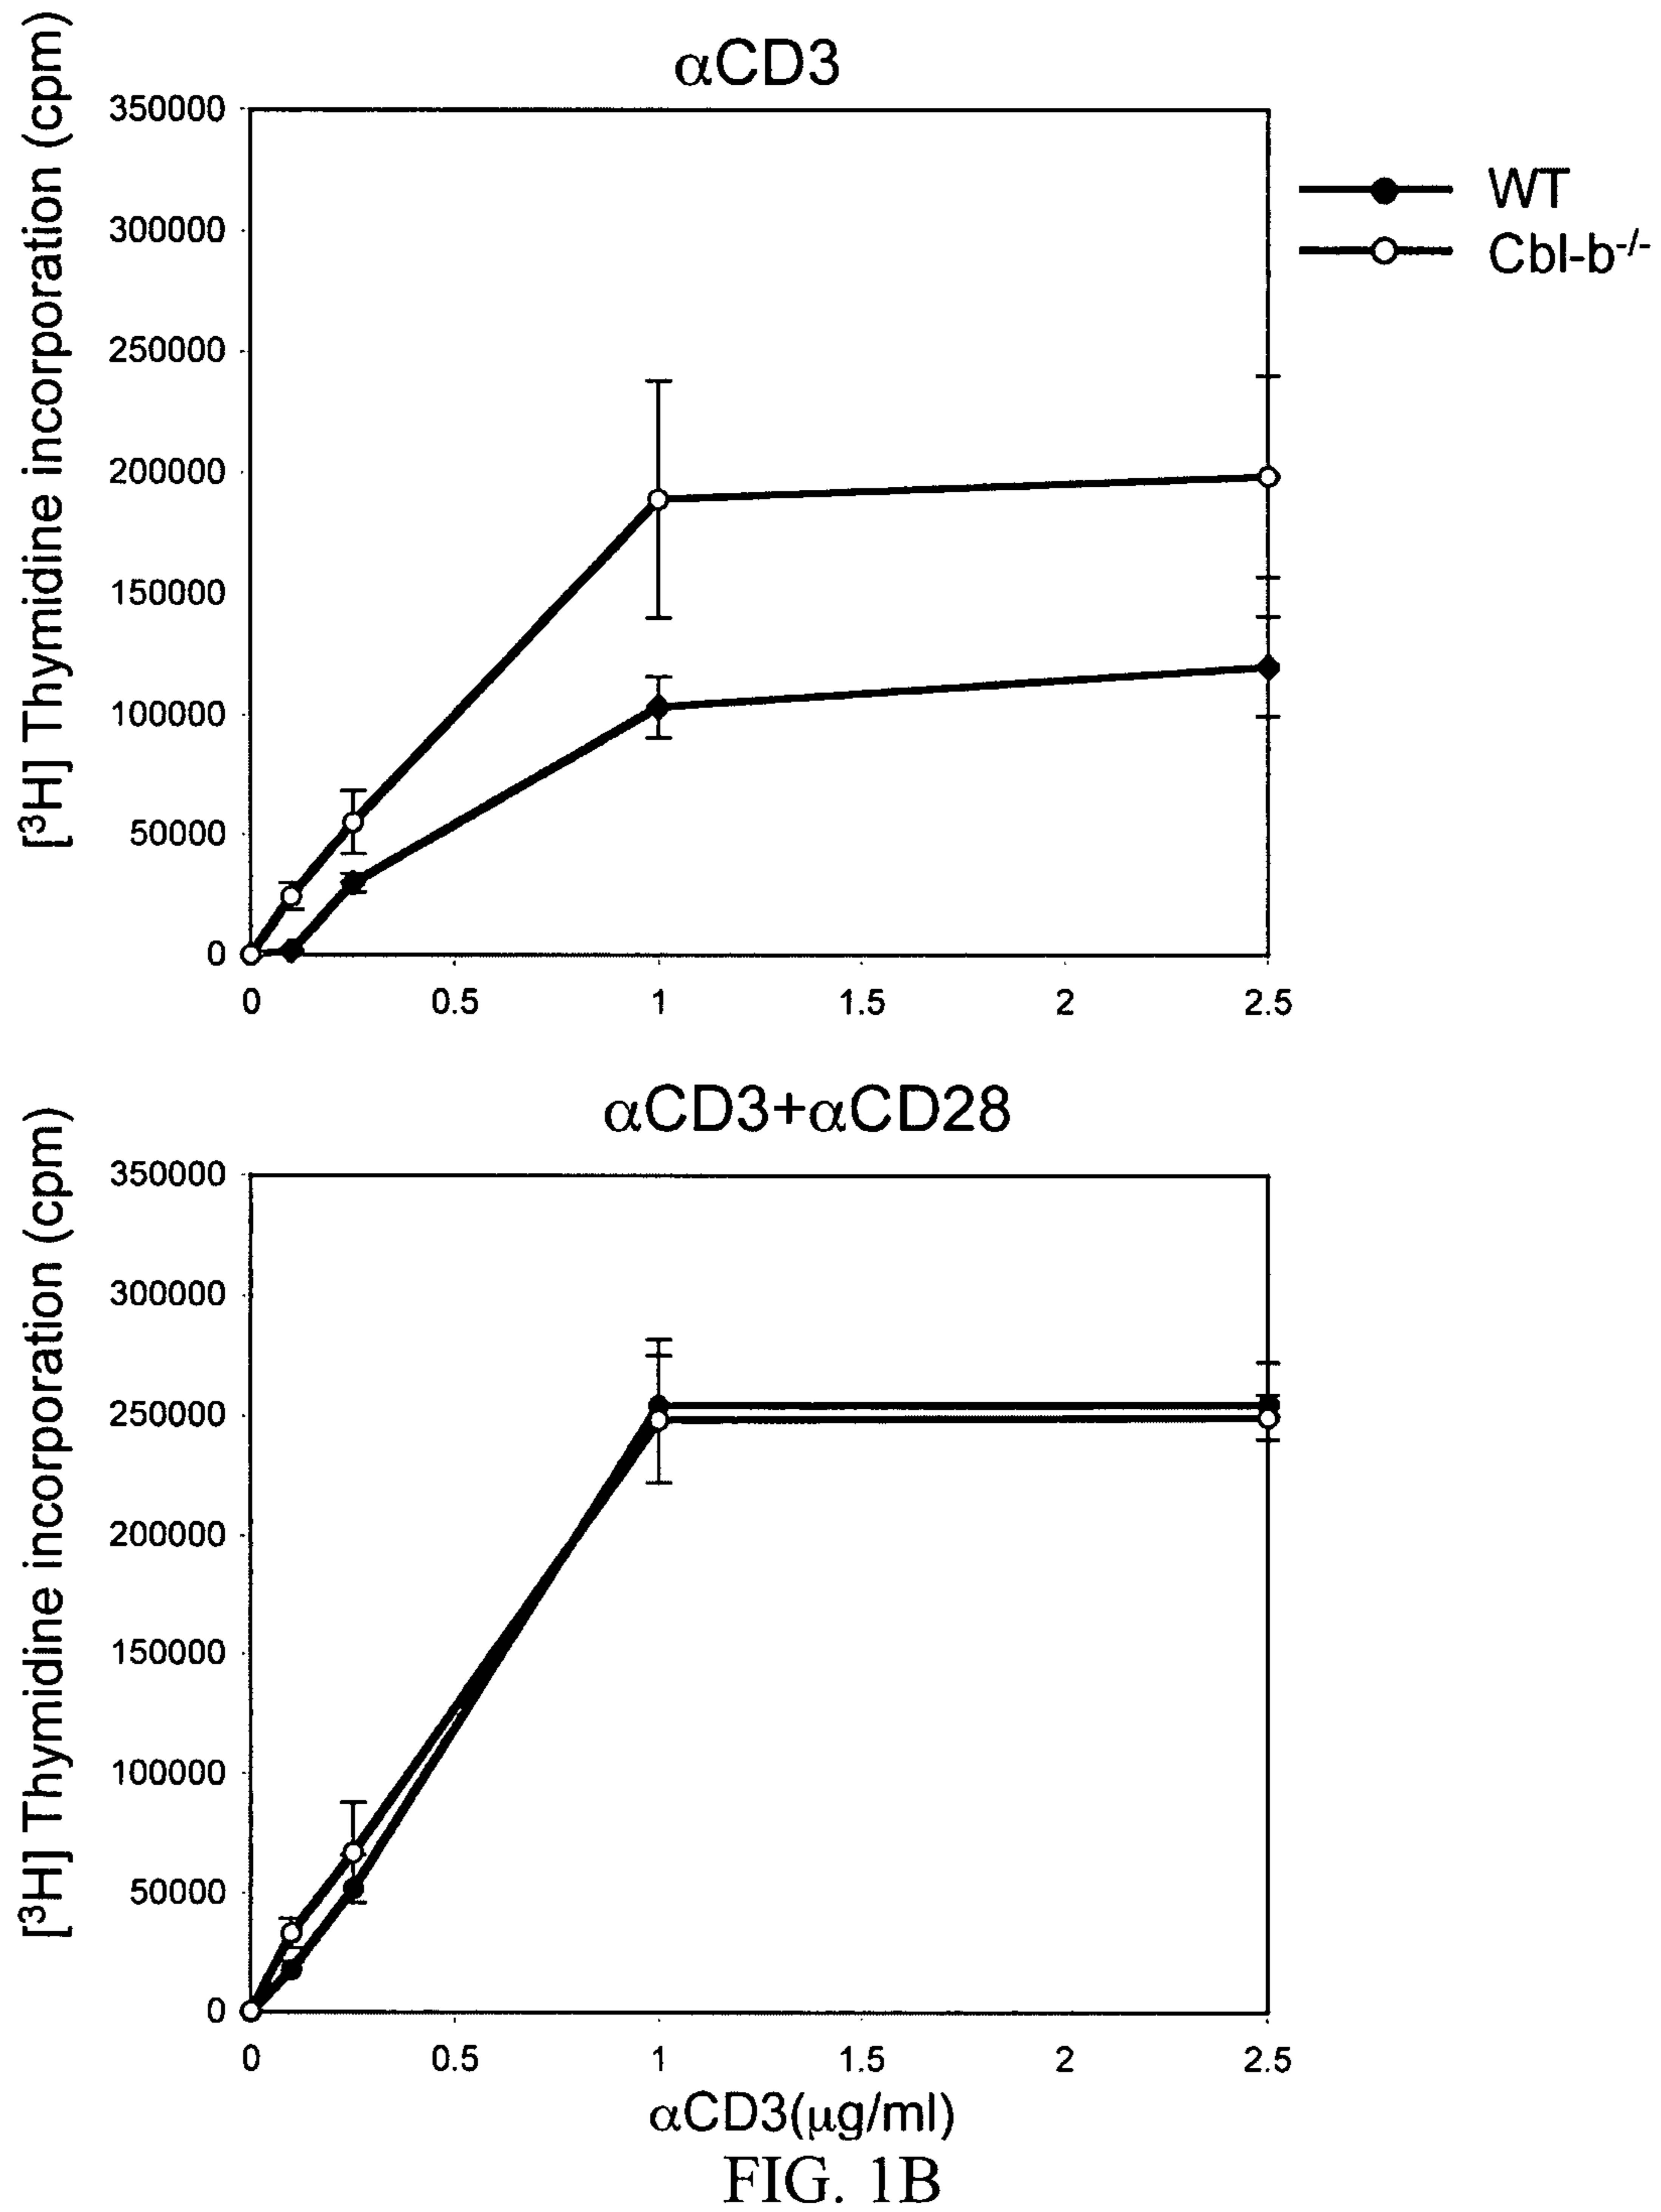 αCD3
[³H] Thymidine incorporation (cpm)
350000
300000
250000
200000
150000
100000
50000
0
0 0.5 1 1.5 2 2.5
WT
Cbl-b⁻/⁻
αCD3+αCD28
[³H] Thymidine incorporation (cpm)
350000
300000
250000
200000
150000
100000
50000
0
0 0.5 1 1.5 2 2.5
αCD3(μg/ml)
FIG. 1B